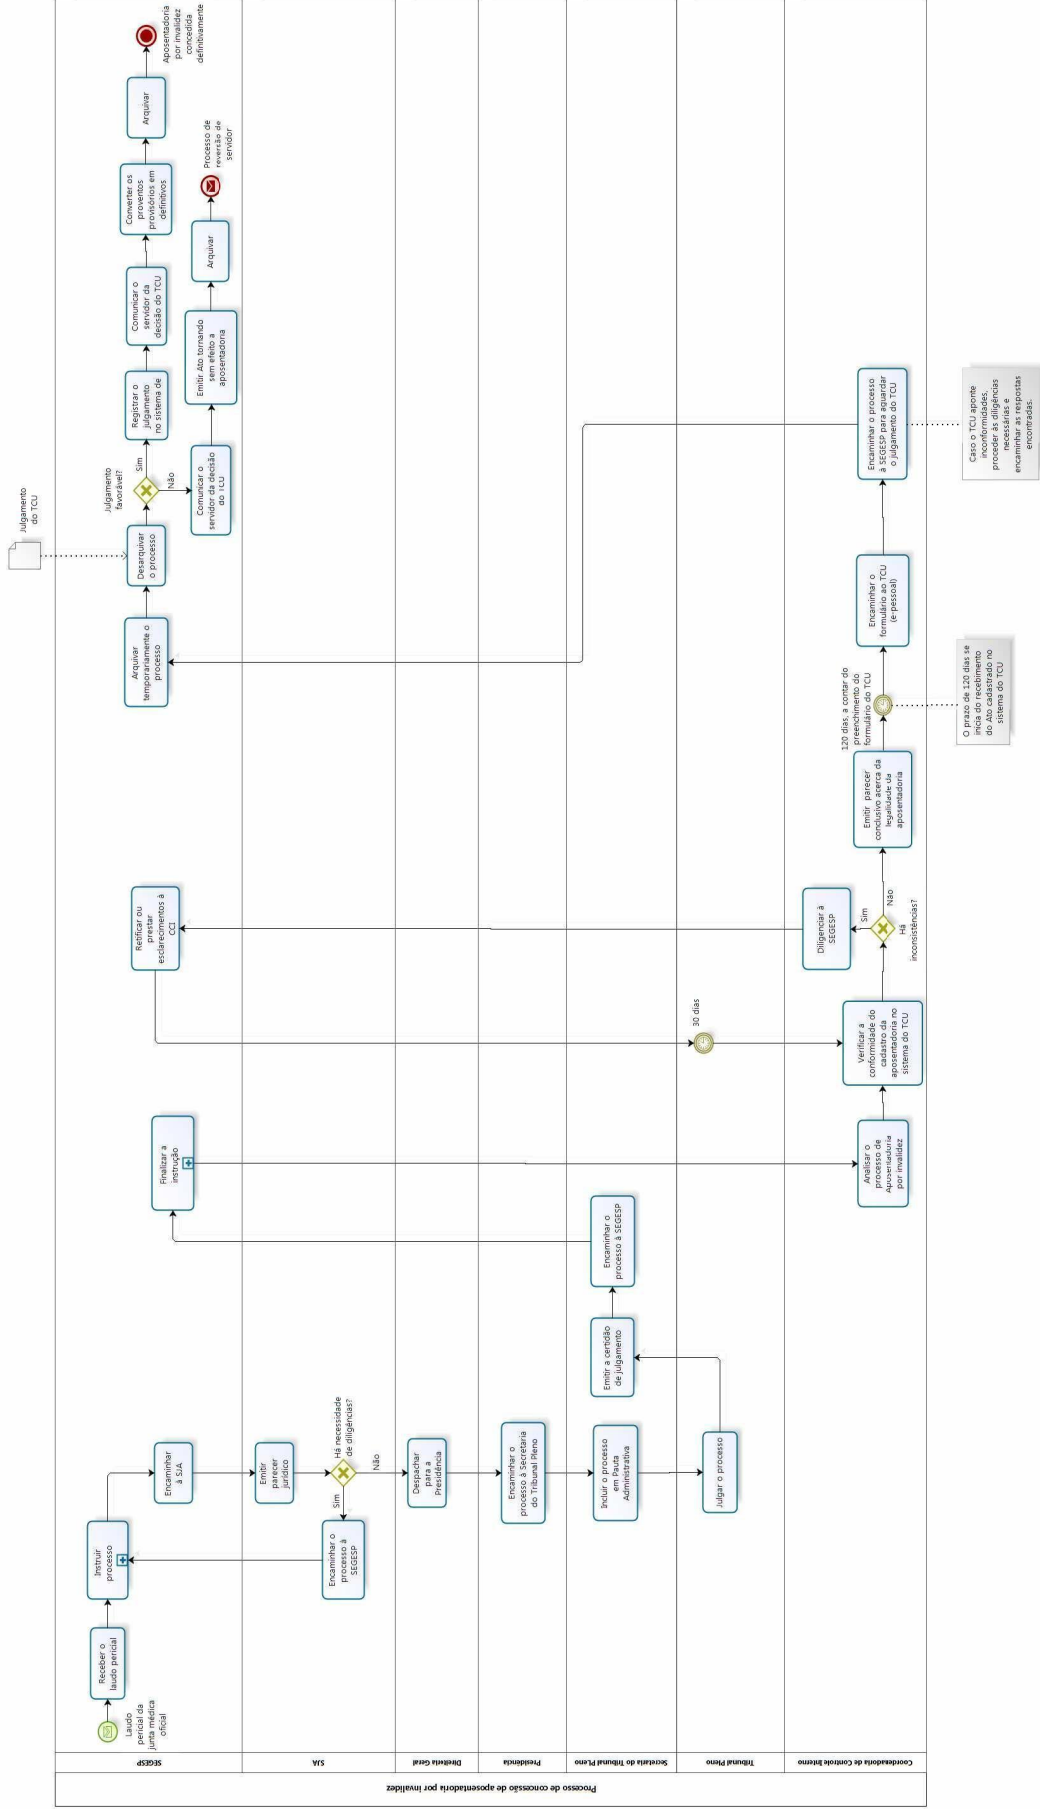 Processo de concessão de aposentadoria por invalidez
SEGESP
Laudo
pericial da
junta médica
oficial
Receber o
laudo pericial
Instruir
processo
Encaminhar
à SJA
Finalizar a
instrução
Retificar ou
prestar
esclarecimentos à
CCI
Arquivar
temporariamente o
processo
Desarquivar
o processo
Julgamento
do TCU
Julgamento
favorável?
Sim
Não
Registrar o
julgamento
no sistema de
Comunicar o
servidor da
decisão do TCU
Converter os
proventos
provisórios em
definitivos
Arquivar
Aposentadoria
por invalidez
concedida
definitivamente
Comunicar o
servidor da decisão
do TCU
Emitir Ato tornando
sem efeito a
aposentadoria
Arquivar
Processo de
reversão de
servidor
SJA
Emitir
parecer
jurídico
Há necessidade
de diligências?
Sim
Não
Encaminhar o
processo à
SEGESP
Direitoria Geral
Despachar
para a
Presidência
Presidência
Encaminhar o
processo à Secretaria
do Tribunal Pleno
Secretaria do Tribunal PLeno
Incluir o processo
em Pauta
Administrativa
Emitir a certidão
de julgamento
Encaminhar o
processo à SEGESP
Tribunal Pleno
Julgar o processo
30 dias
Coordenadoria de Controle Interno
Analisar o
processo de
Aposentadoria
por invalidez
Verificar a
conformidade do
cadastro da
aposentadoria no
sistema do TCU
Há
inconsistências?
Sim
Não
Diligenciar à
SEGESP
Emitir parecer
conclusivo acerca da
legalidade da
aposentadoria
120 dias, a contar do
preenchimento do
formulário do TCU
Encaminhar o
formulário ao TCU
(e-pessoal)
Encaminhar o processo
à SEGESP para aguardar
o julgamento do TCU
O prazo de 120 dias se
inicia do recebimento
do Ato cadastrado no
sistema do TCU
Caso o TCU aponte
inconformidades,
proceder às diligências
necessárias e
encaminhar as respostas
encontradas.